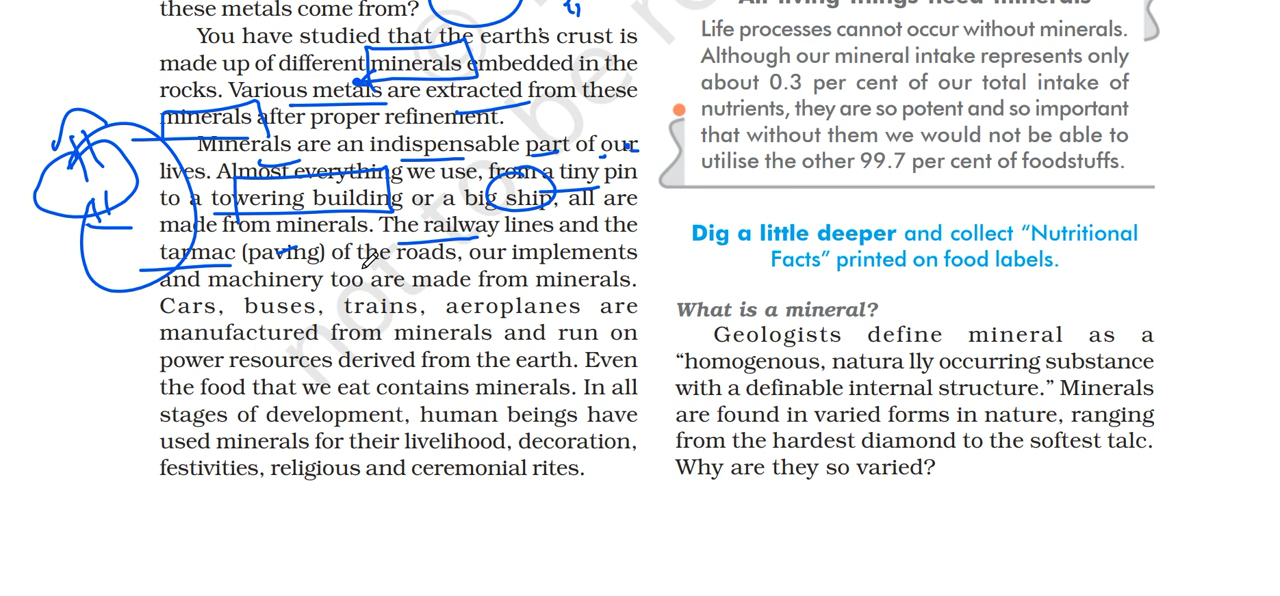 these metals come from?
You have studied that the earth's crust is
made up of different minerals embedded in the
rocks. Various metals are extracted from these
minerals after proper refinement.
Minerals are an indispensable part of our
lives. Almost everything we use, from a tiny pin
to a towering building or a big ship, all are
made from minerals. The railway lines and the
tarmac (paving) of the roads, our implements
and machinery too are made from minerals.
Cars, buses, trains, aeroplanes are
manufactured from minerals and run on
power resources derived from the earth. Even
the food that we eat contains minerals. In all
stages of development, human beings have
used minerals for their livelihood, decoration,
festivities, religious and ceremonial rites.
All living things need minerals
Life processes cannot occur without minerals.
Although our mineral intake represents only
about 0.3 per cent of our total intake of
nutrients, they are so potent and so important
that without them we would not be able to
utilise the other 99.7 per cent of foodstuffs.
Dig a little deeper and collect “Nutritional
Facts” printed on food labels.
What is a mineral?
Geologists define mineral as a
“homogenous, natura lly occurring substance
with a definable internal structure.” Minerals
are found in varied forms in nature, ranging
from the hardest diamond to the softest talc.
Why are they so varied?
©
not to be re